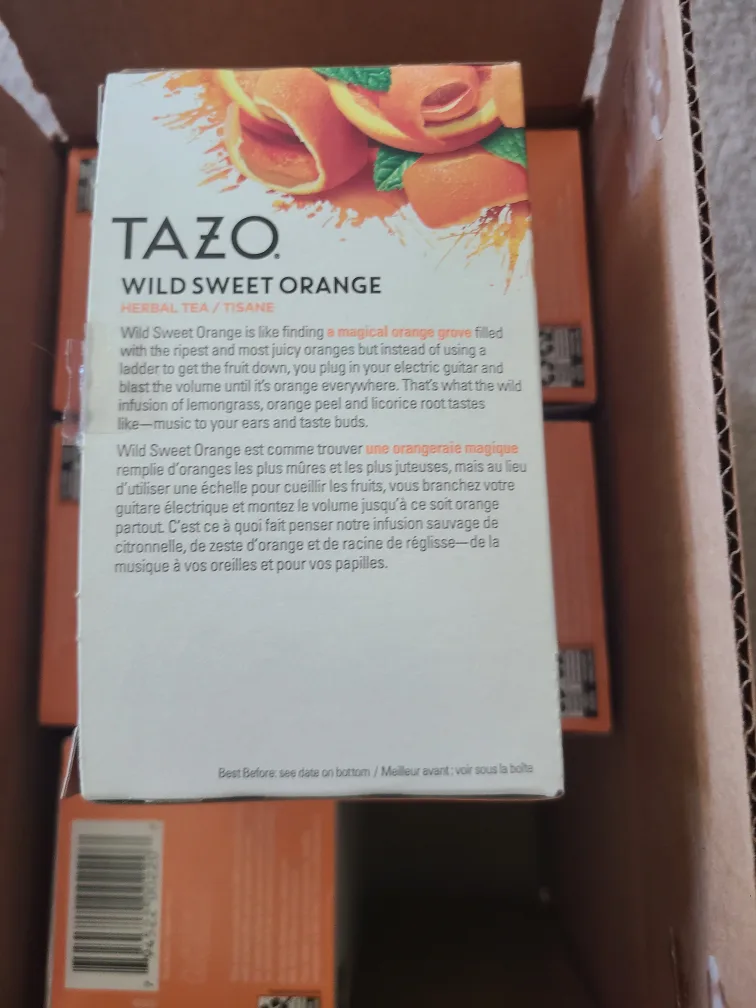 TAZO.
WILD SWEET ORANGE
HERBAL TEA / TISANE
Wild Sweet Orange is like finding a magical orange grove filled
with the ripest and most juicy oranges but instead of using a
ladder to get the fruit down, you plug in your electric guitar and
blast the volume until it's orange everywhere. That's what the wild
infusion of lemongrass, orange peel and licorice root tastes
like—music to your ears and taste buds.
Wild Sweet Orange est comme trouver une orangeraie magique
remplie d'oranges les plus mûres et les plus juteuses, mais au lieu
d'utiliser une échelle pour cueillir les fruits, vous branchez votre
guitare électrique et montez le volume jusqu'à ce soit orange
partout. C'est ce à quoi fait penser notre infusion sauvage de
citronnelle, de zeste d'orange et de racine de réglisse—de la
musique à vos oreilles et pour vos papilles.
Best Before: see date on bottom / Meilleur avant : voir sous la boîte